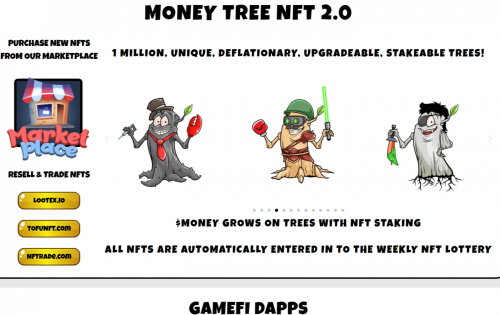 MONEY TREE NFT 2.0
PURCHASE NEW NFTS
FROM OUR MARKETPLACE
1 MILLION, UNIQUE, DEFLATIONARY, UPGRADEABLE, STAKEABLE TREES!
Market
place
RESELL & TRADE NFTS
LOOTEX.IO
TOFUNFT.COM
NFTRADE.COM
$MONEY GROWS ON TREES WITH NFT STAKING
ALL NFTS ARE AUTOMATICALLY ENTERED IN TO THE WEEKLY NFT LOTTERY
GAMEFI DAPPS